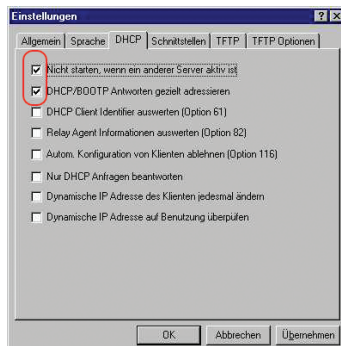 Einstellungen
Allgemein Sprache DHCP Schnittstellen TFTP TFTP Optionen
Nicht starten, wenn ein anderer Server aktiv ist
DHCP/BOOTP Antworten gezielt adressieren
DHCP Client Identifier auswerten (Option 61)
Relay Agent Informationen auswerten (Option 82)
Autom. Konfiguration von Klienten ablehnen (Option 116)
Nur DHCP Anfragen beantworten
Dynamische IP Adresse des Klienten jedesmal ändern
Dynamische IP Adresse auf Benutzung überpüfen
OK Abbrechen Übernehmen